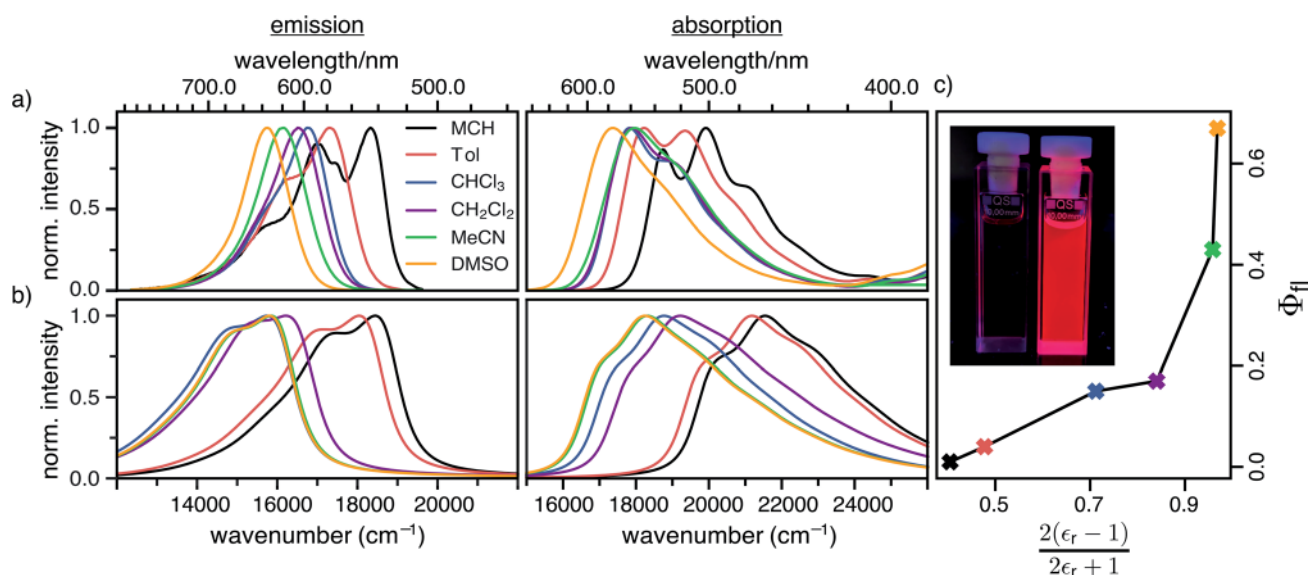 emission
absorption
wavelength/nm
wavelength/nm
700.0 600.0 500.0
600.0 500.0 400.0
a)
c)
norm. intensity
1.0
0.5
0.0
MCH
Tol
CHCl₃
CH₂Cl₂
MeCN
DMSO
QS
10,00mm
QS
10,00mm
b)
norm. intensity
1.0
0.5
0.0
14000 16000 18000 20000
wavenumber (cm⁻¹)
16000 18000 20000 22000 24000
wavenumber (cm⁻¹)
0.6
0.4
0.2
0.0
Φfl
0.5 0.7 0.9
2(ϵr − 1)
2ϵr + 1